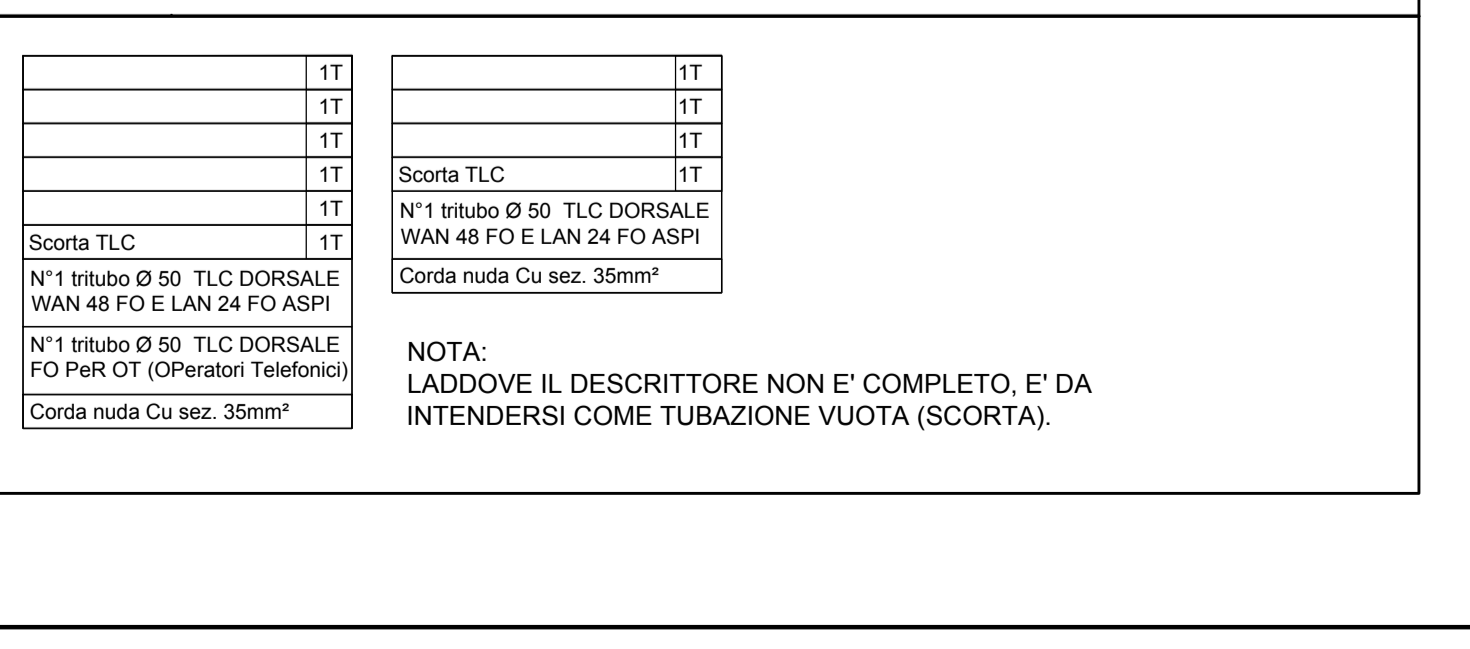 1T
1T
1T
1T
1T
Scorta TLC 1T
N°1 tritubo Ø 50 TLC DORSALE
WAN 48 FO E LAN 24 FO ASPI
N°1 tritubo Ø 50 TLC DORSALE
FO PeR OT (OPeratori Telefonici)
Corda nuda Cu sez. 35mm²
1T
1T
1T
Scorta TLC 1T
N°1 tritubo Ø 50 TLC DORSALE
WAN 48 FO E LAN 24 FO ASPI
Corda nuda Cu sez. 35mm²
NOTA:
LADDOVE IL DESCRITTORE NON E' COMPLETO, E' DA
INTENDERSI COME TUBAZIONE VUOTA (SCORTA).